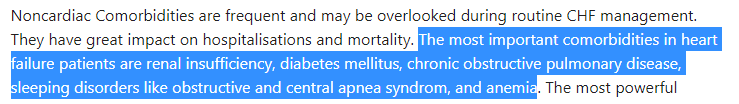 Noncardiac Comorbidities are frequent and may be overlooked during routine CHF management.
They have great impact on hospitalisations and mortality. The most important comorbidities in heart
failure patients are renal insufficiency, diabetes mellitus, chronic obstructive pulmonary disease,
sleeping disorders like obstructive and central apnea syndrom, and anemia. The most powerful